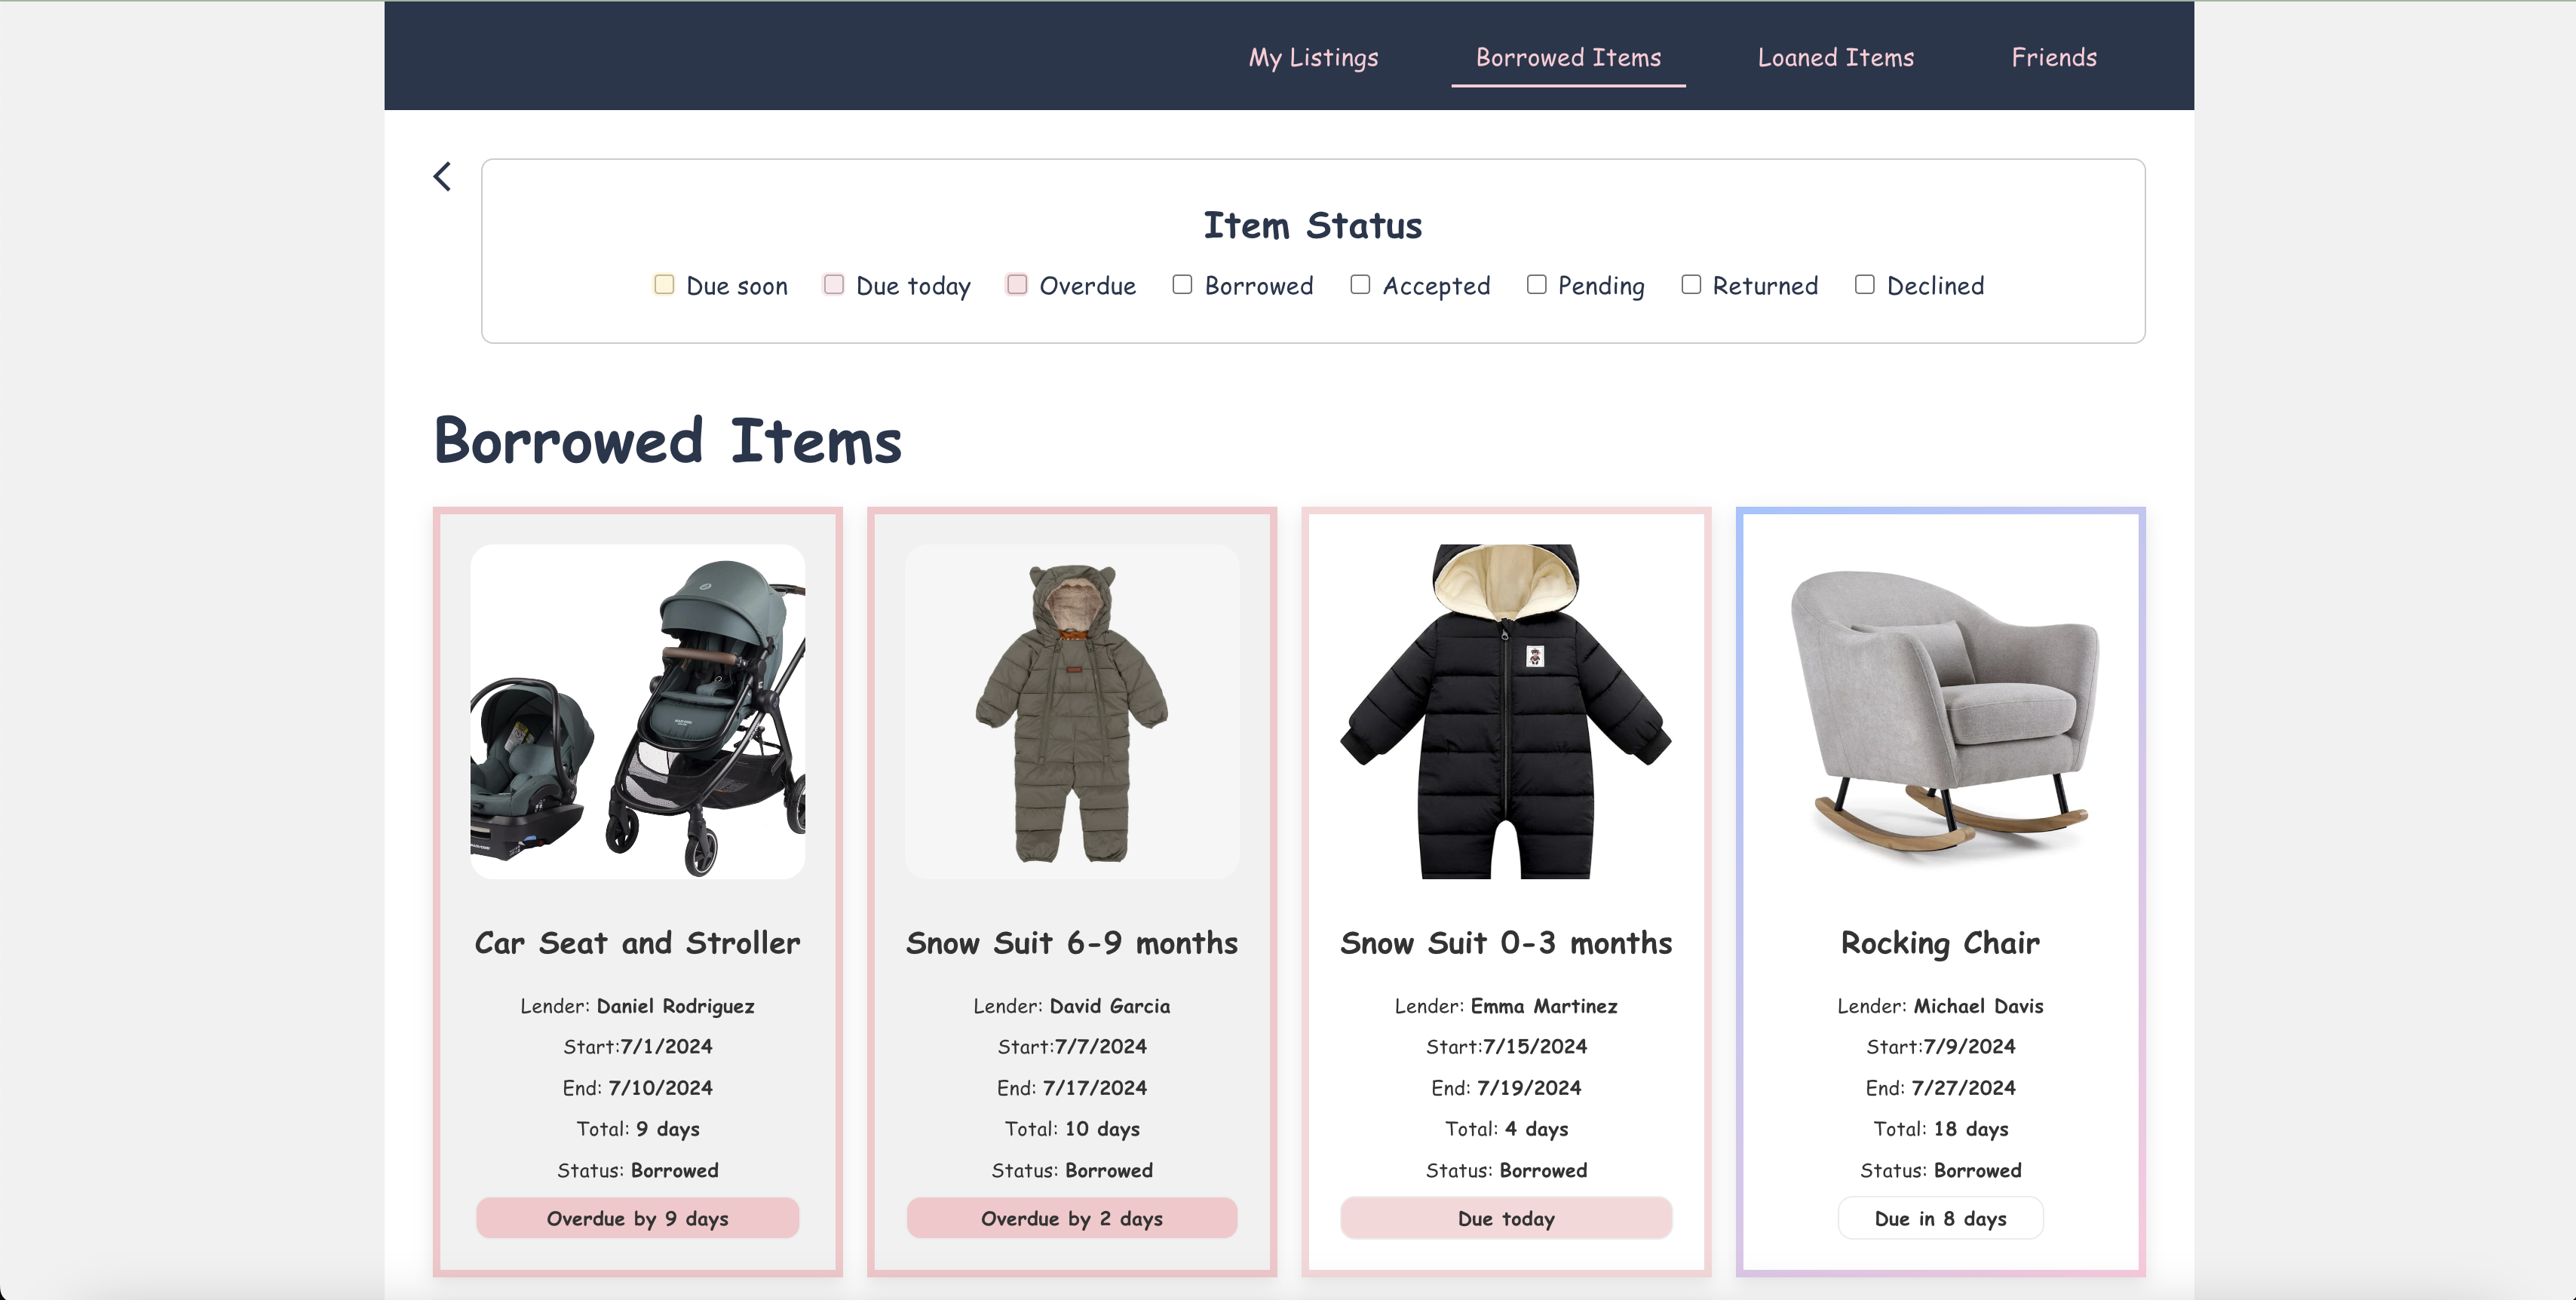 My Listings Borrowed Items Loaned Items Friends
Item Status
Due soon Due today Overdue Borrowed Accepted Pending Returned Declined
Borrowed Items
Car Seat and Stroller
Lender: Daniel Rodriguez
Start:7/1/2024
End: 7/10/2024
Total: 9 days
Status: Borrowed
Overdue by 9 days
Snow Suit 6-9 months
Lender: David Garcia
Start:7/7/2024
End: 7/17/2024
Total: 10 days
Status: Borrowed
Overdue by 2 days
Snow Suit 0-3 months
Lender: Emma Martinez
Start:7/15/2024
End: 7/19/2024
Total: 4 days
Status: Borrowed
Due today
Rocking Chair
Lender: Michael Davis
Start:7/9/2024
End: 7/27/2024
Total: 18 days
Status: Borrowed
Due in 8 days